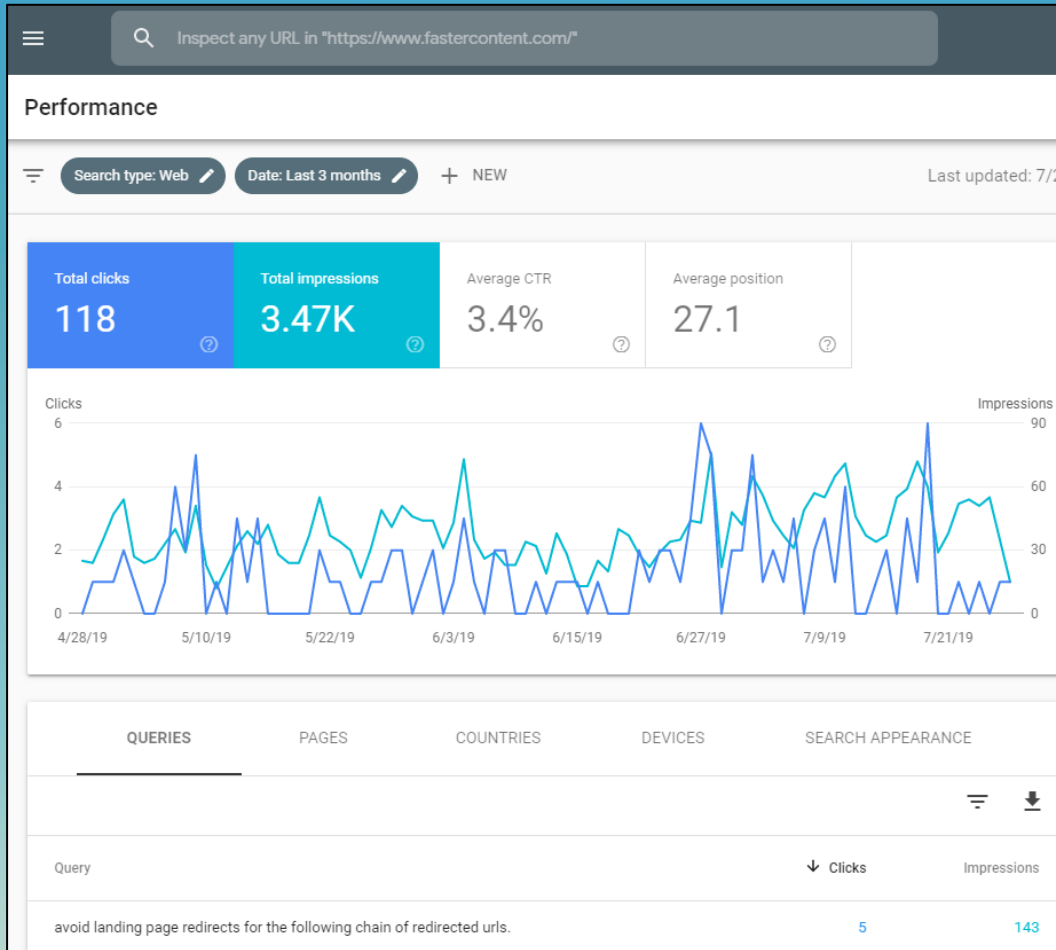 Inspect any URL in "https://www.fastercontent.com/"
Performance
Search type: Web
Date: Last 3 months
+ NEW
Last updated: 7/2
Total clicks
118
Total impressions
3.47K
Average CTR
3.4%
Average position
27.1
Clicks
Impressions
6
90
4
60
2
30
0
0
4/28/19 5/10/19 5/22/19 6/3/19 6/15/19 6/27/19 7/9/19 7/21/19
QUERIES PAGES COUNTRIES DEVICES SEARCH APPEARANCE
Query Clicks Impressions
avoid landing page redirects for the following chain of redirected urls. 5 143